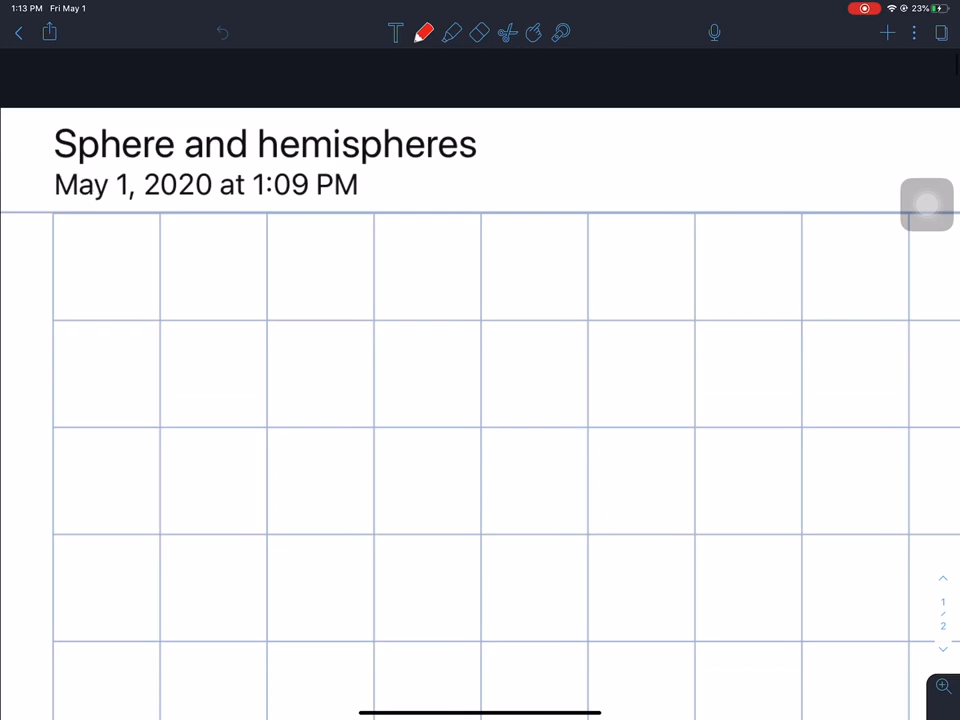 1:13 PM Fri May 1
23%
T
Sphere and hemispheres
May 1, 2020 at 1:09 PM
1
2